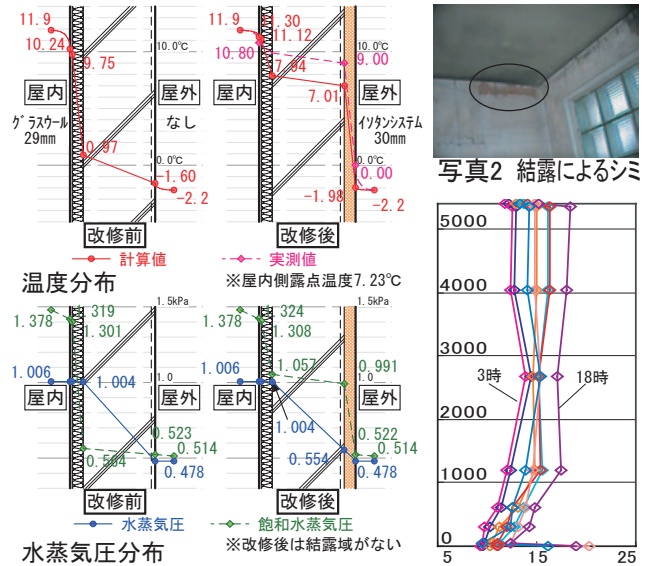 11.9
10.24
9.75
10.0℃
屋内
屋外
グラスウール
29mm
なし
0.97
0.0℃
-1.60
-2.2
改修前
計算値
温度分布
11.9
11.30
11.12
10.80
7.94
10.0℃
9.00
7.01
屋内
屋外
イソタンシステム
30mm
0.0℃
0.00
-1.98
-2.2
改修後
実測値
※屋内側露点温度7.23℃
1.378
1.319
1.301
1.5kPa
1.006
1.004
1.0
屋内
屋外
0.564
0.523
0.514
0.478
改修前
水蒸気圧
水蒸気圧分布
1.378
1.324
1.308
1.5kPa
1.006
1.057
0.991
1.0
屋内
屋外
1.004
0.554
0.522
0.514
0.478
改修後
飽和水蒸気圧
※改修後は結露域がない
写真2 結露によるシミ
5000
4000
3000
3時
18時
2000
1000
0
5
15
25